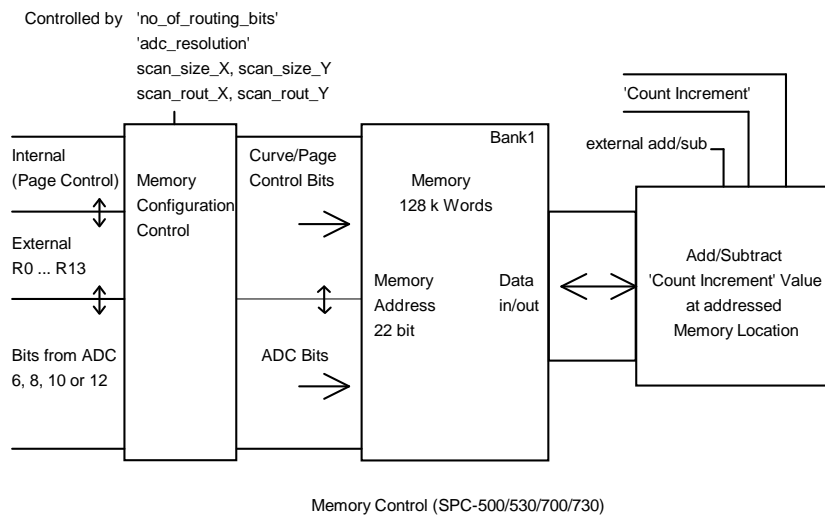 Controlled by 'no_of_routing_bits'
'adc_resolution'
scan_size_X, scan_size_Y
scan_rout_X, scan_rout_Y
'Count Increment'
external add/sub
Bank1
Internal
(Page Control)
Memory
Configuration
Control
Curve/Page
Control Bits
Memory
128 k Words
External
R0 ... R13
Memory
Address
22 bit
Data
in/out
Add/Subtract
'Count Increment' Value
at addressed
Memory Location
Bits from ADC
6, 8, 10 or 12
ADC Bits
Memory Control (SPC-500/530/700/730)